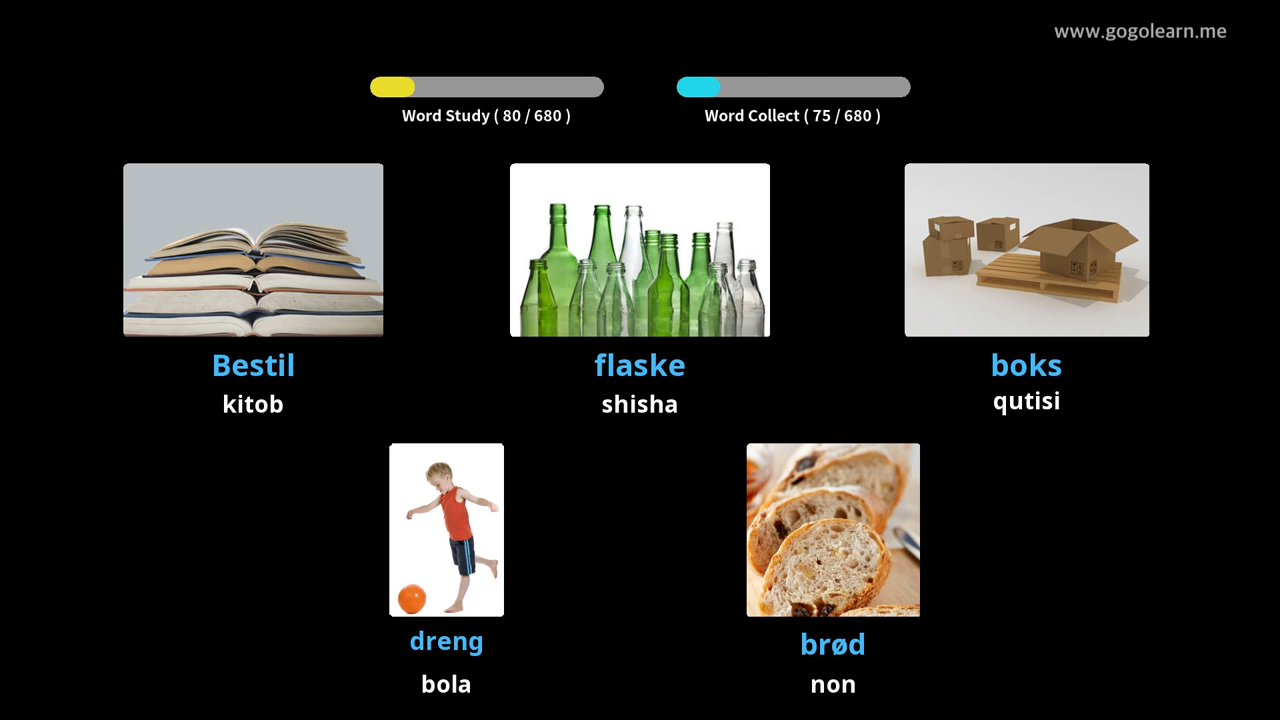 www.gogolearn.me
Word Study ( 80 / 680 )
Word Collect ( 75 / 680 )
Bestil
kitob
flaske
shisha
boks
qutisi
dreng
bola
brød
non